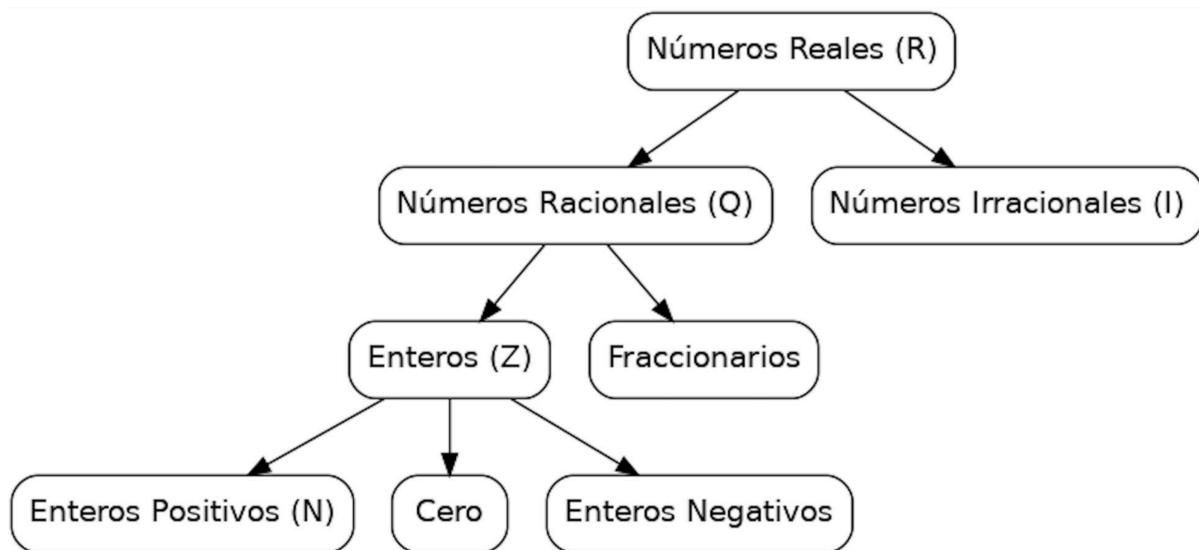 Números Reales (R)
Números Racionales (Q)
Números Irracionales (I)
Enteros (Z)
Fraccionarios
Enteros Positivos (N)
Cero
Enteros Negativos